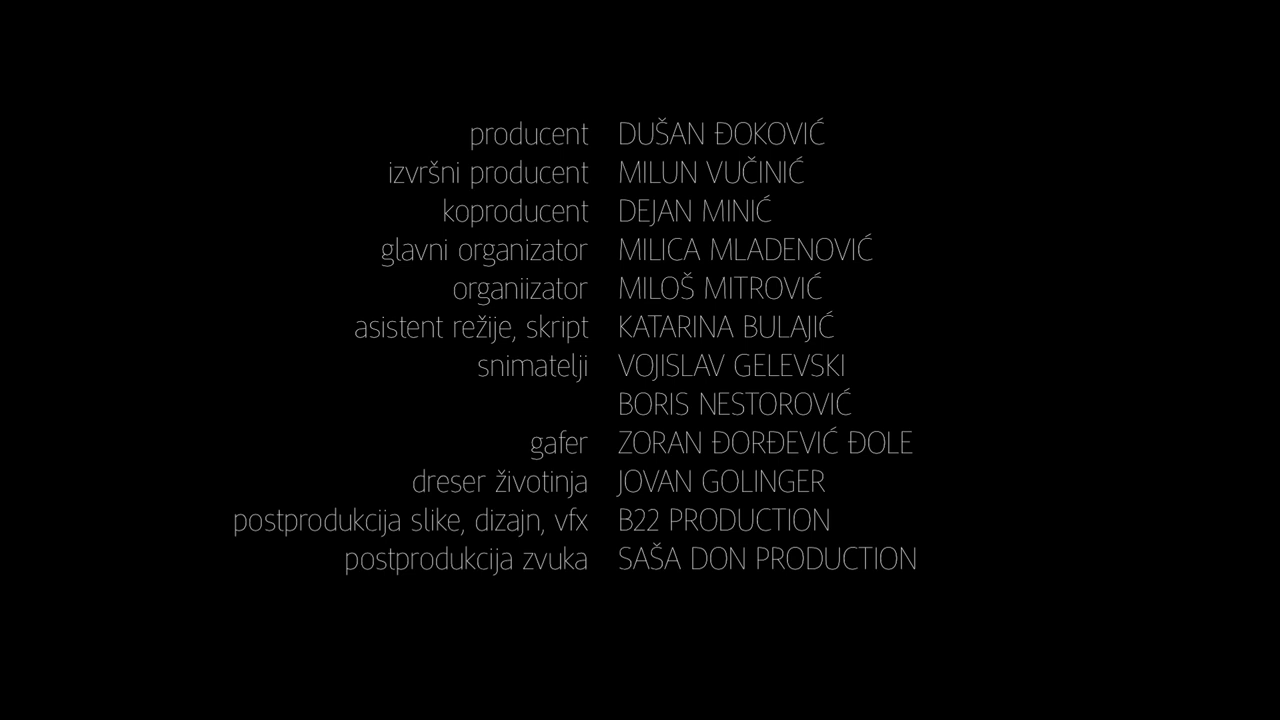 producent DUŠAN ĐOKOVIĆ
izvršni producent MILUN VUČINIĆ
koproducent DEJAN MINIĆ
glavni organizator MILICA MLADENOVIĆ
organiizator MILOŠ MITROVIĆ
asistent režije, skript KATARINA BULAJIĆ
snimatelji VOJISLAV GELEVSKI
BORIS NESTOROVIĆ
gafer ZORAN ĐORĐEVIĆ ĐOLE
dreser životinja JOVAN GOLINGER
postprodukcija slike, dizajn, vfx B22 PRODUCTION
postprodukcija zvuka SAŠA DON PRODUCTION